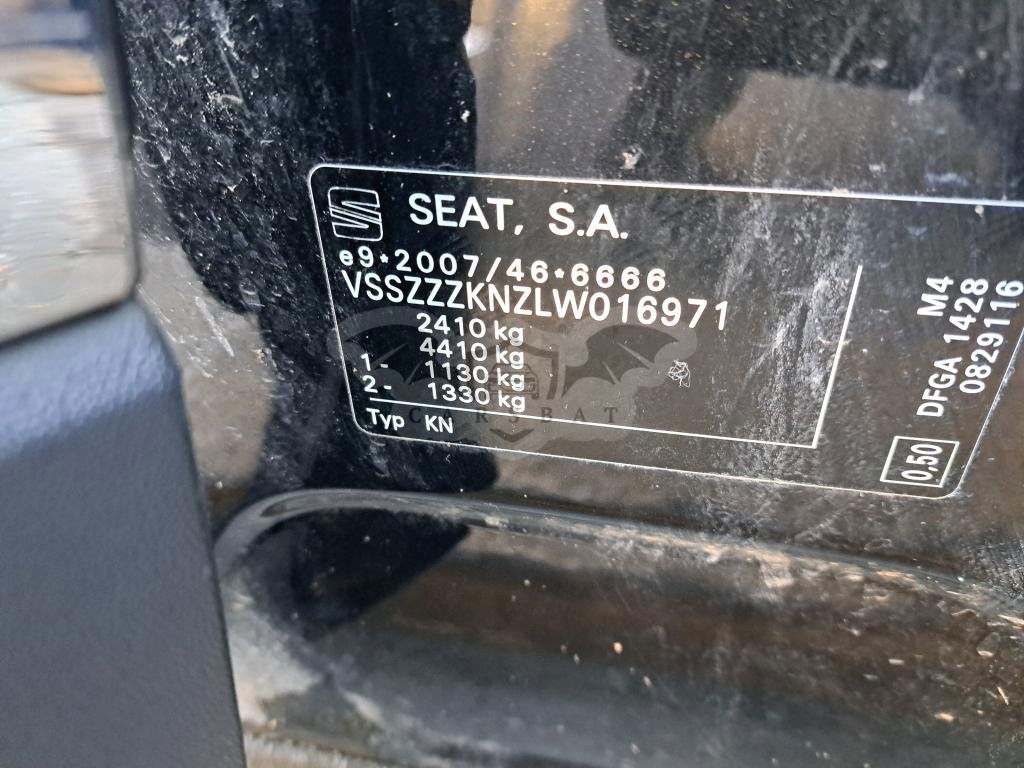 SEAT, S.A.
e9*2007/46*6666
VSSZZZKNZLW016971
2410 kg
4410 kg
1- 1130 kg
2- 1330 kg
Typ KN
M4
DFGA 1428
0829116
0,50
CARSBAT